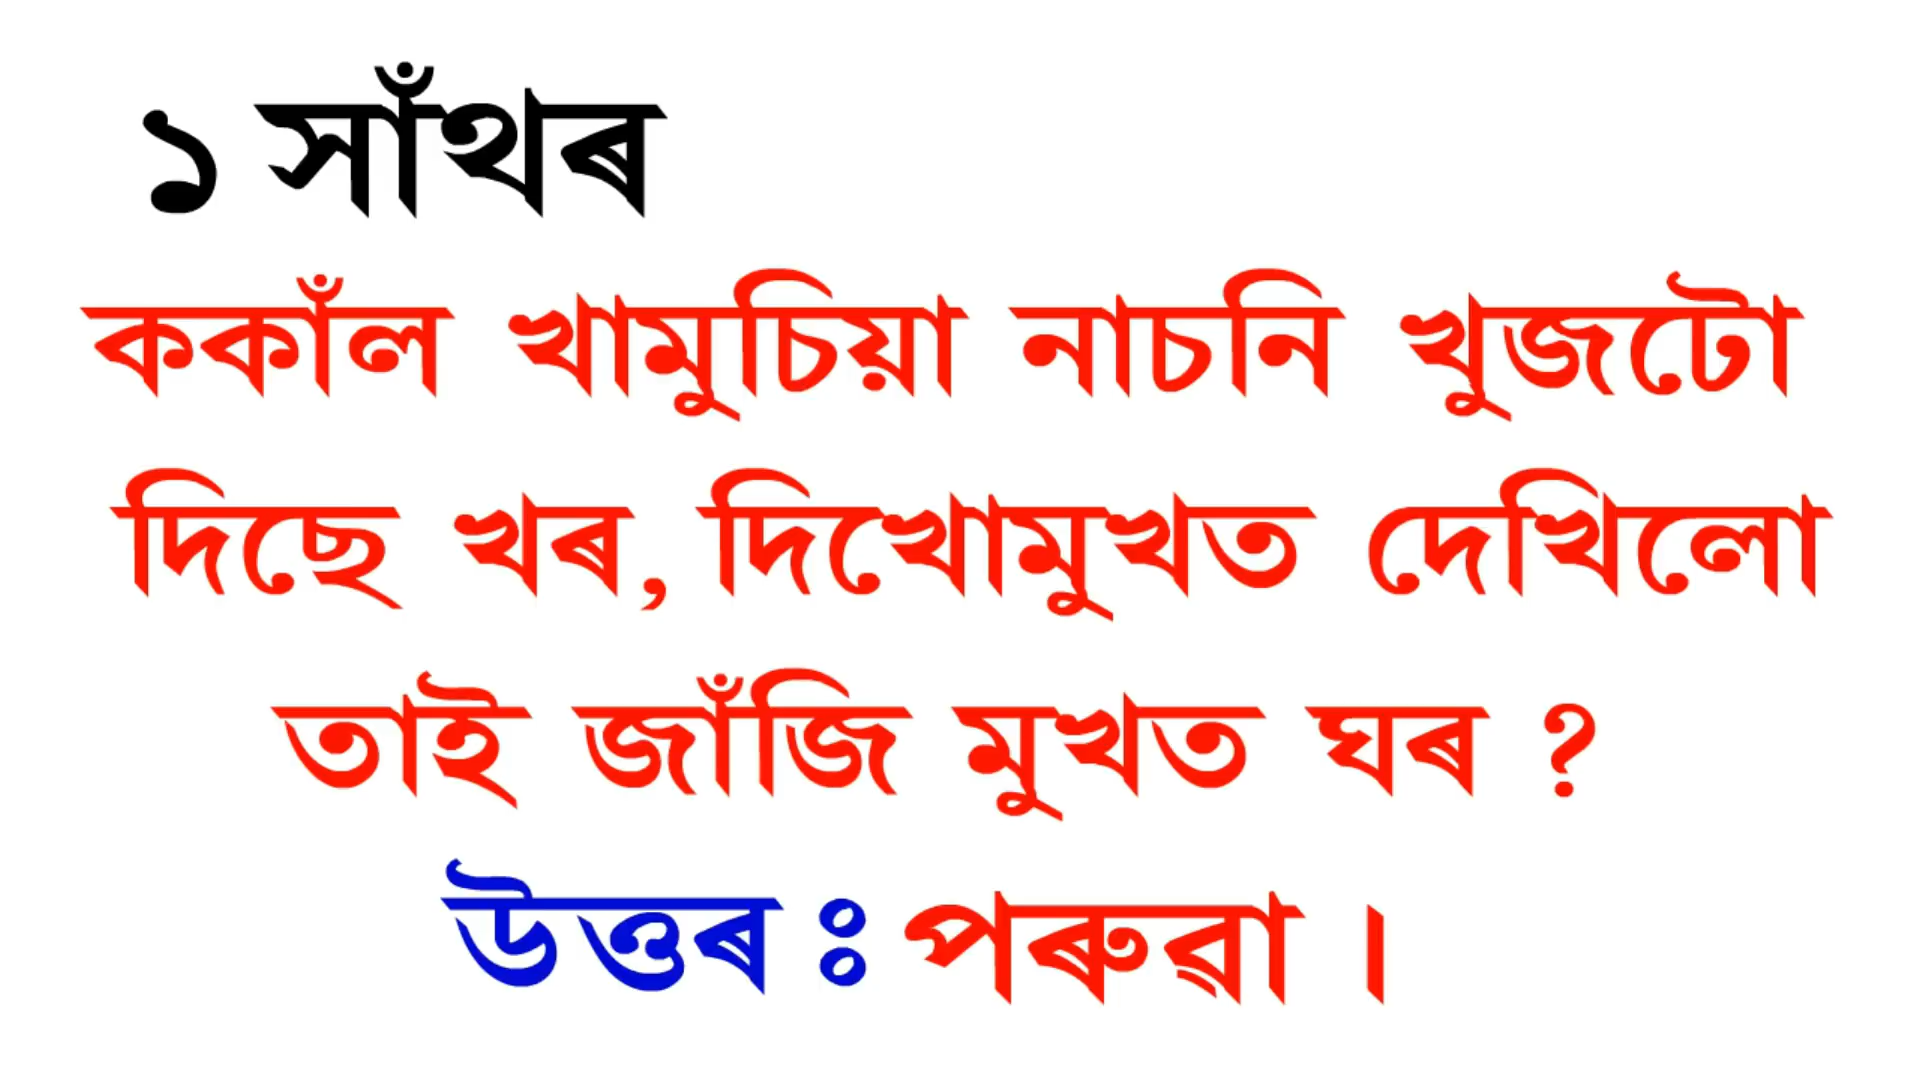 ১ সাঁথৰ
ককাঁল খামুচিয়া নাচনি খুজটো
দিছে খৰ, দিখোমুখত দেখিলো
তাই জাঁজি মুখত ঘৰ ?
উত্তৰ ঃ পৰুৱা ।